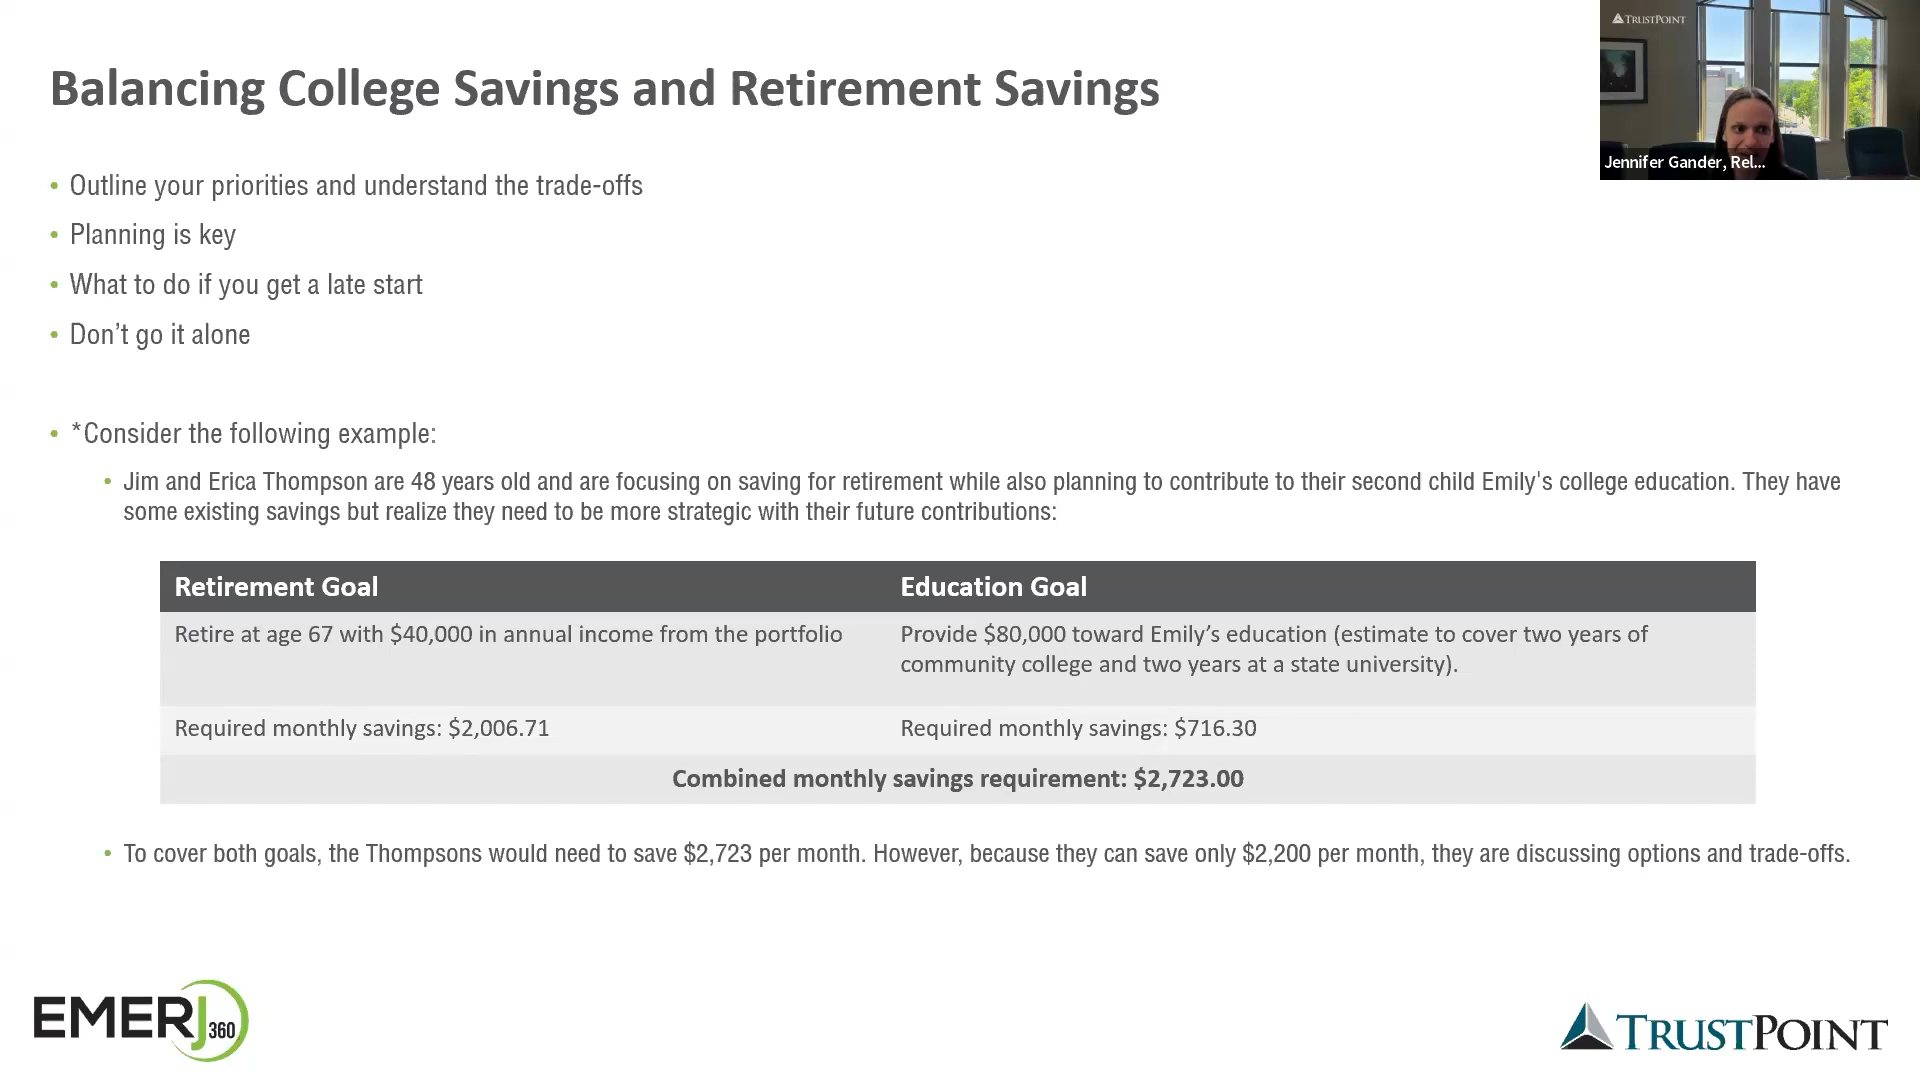 Balancing College Savings and Retirement Savings
TRUSTPOINT
Jennifer Gander, Rel...
• Outline your priorities and understand the trade-offs
• Planning is key
• What to do if you get a late start
• Don’t go it alone
• *Consider the following example:
• Jim and Erica Thompson are 48 years old and are focusing on saving for retirement while also planning to contribute to their second child Emily's college education. They have
some existing savings but realize they need to be more strategic with their future contributions:
Retirement Goal Education Goal
Retire at age 67 with $40,000 in annual income from the portfolio Provide $80,000 toward Emily’s education (estimate to cover two years of
community college and two years at a state university).
Required monthly savings: $2,006.71 Required monthly savings: $716.30
Combined monthly savings requirement: $2,723.00
• To cover both goals, the Thompsons would need to save $2,723 per month. However, because they can save only $2,200 per month, they are discussing options and trade-offs.
EMERJ360
TRUSTPOINT